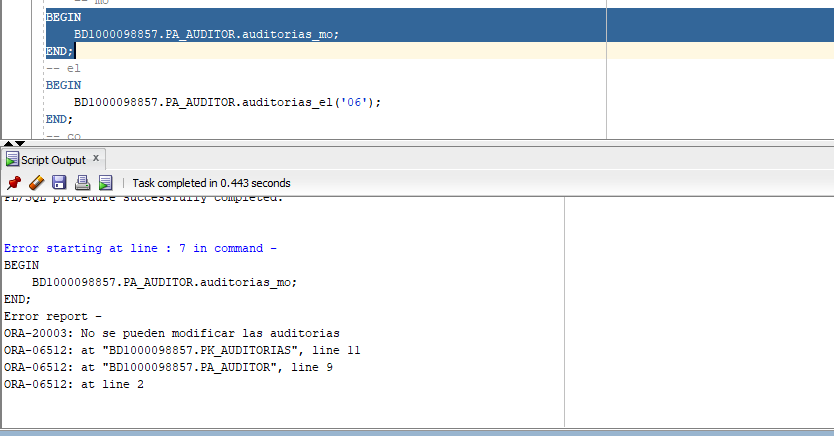 -- mo
BEGIN
BD1000098857.PA_AUDITOR.auditorias_mo;
END;
-- el
BEGIN
BD1000098857.PA_AUDITOR.auditorias_el('06');
END;
-- co
Script Output x
Task completed in 0.443 seconds
PL/SQL procedure successfully completed.
Error starting at line : 7 in command -
BEGIN
BD1000098857.PA_AUDITOR.auditorias_mo;
END;
Error report -
ORA-20003: No se pueden modificar las auditorias
ORA-06512: at "BD1000098857.PK_AUDITORIAS", line 11
ORA-06512: at "BD1000098857.PA_AUDITOR", line 9
ORA-06512: at line 2